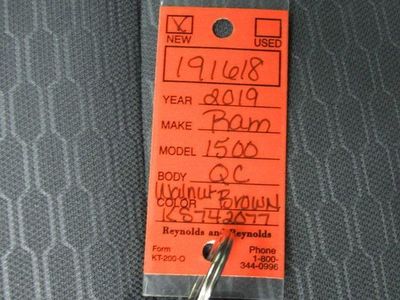 NEW USED
191618
YEAR 2019
MAKE Ram
MODEL 1500
BODY QC
COLOR Walnut Brown
KS742077
Reynolds and Reynolds
Form Phone
KT-200-O 1-800-
344-0996